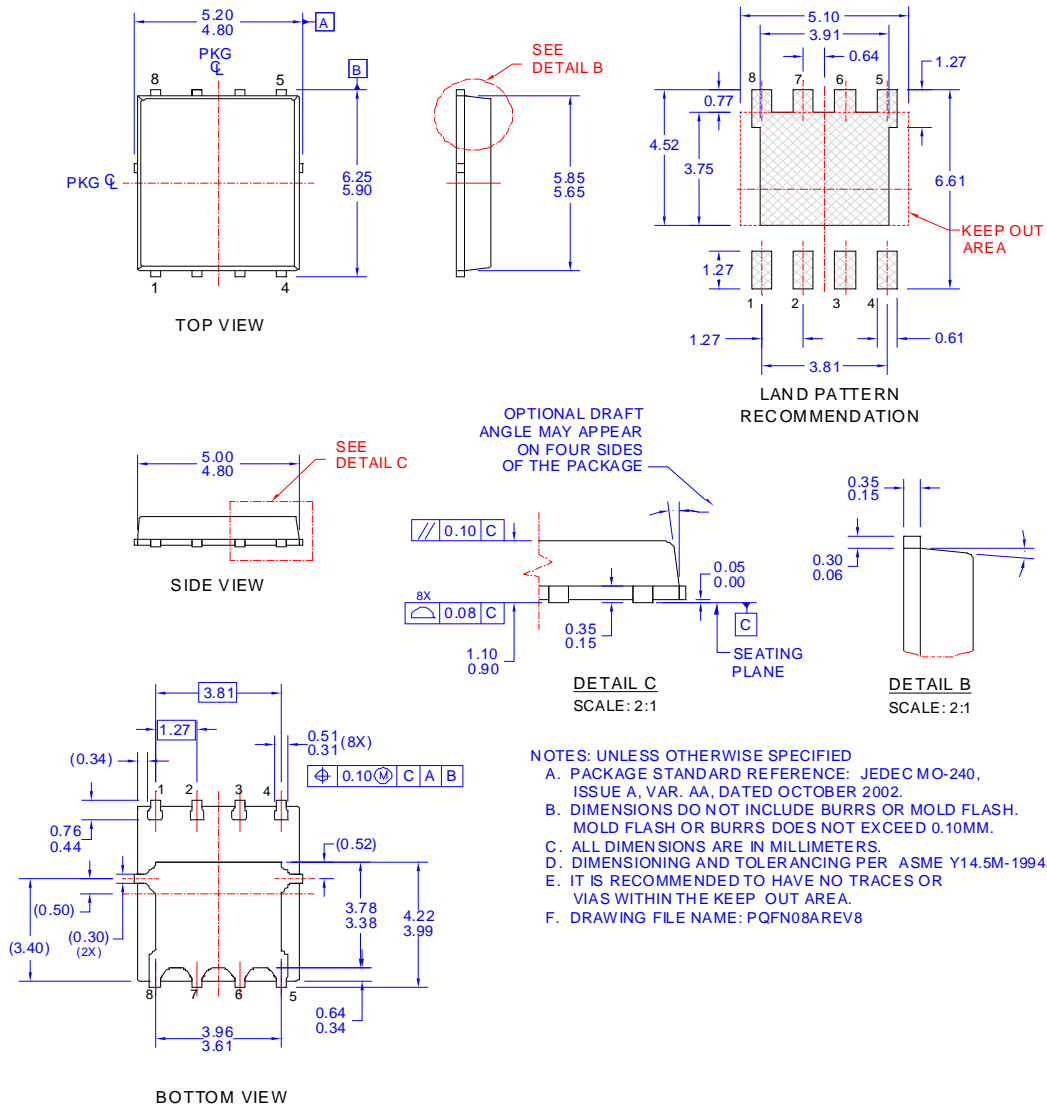 5.20
4.80
A
PKG
CL
B
8
5
PKG CL
6.25
5.90
1
4
TOP VIEW
SEE
DETAIL B
5.85
5.65
5.10
3.91
0.64
1.27
8
7
6
5
0.77
4.52
3.75
6.61
KEEP OUT
AREA
1.27
1
2
3
4
1.27
0.61
3.81
LAND PATTERN
RECOMMENDATION
5.00
4.80
SEE
DETAIL C
SIDE VIEW
OPTIONAL DRAFT
ANGLE MAY APPEAR
ON FOUR SIDES
OF THE PACKAGE
// 0.10 C
8X
⌓ 0.08 C
1.10
0.90
0.35
0.15
0.05
0.00
C
SEATING
PLANE
DETAIL C
SCALE: 2:1
0.35
0.15
0.30
0.06
DETAIL B
SCALE: 2:1
3.81
1.27
(0.34)
0.51
0.31 (8X)
⌖ 0.10 Ⓜ C A B
1
2
3
4
0.76
0.44
(0.52)
(0.50)
(0.30)
(2X)
(3.40)
3.78
3.38
4.22
3.99
8
7
6
5
0.64
0.34
3.96
3.61
BOTTOM VIEW
NOTES: UNLESS OTHERWISE SPECIFIED
A. PACKAGE STANDARD REFERENCE: JEDEC MO-240,
ISSUE A, VAR. AA, DATED OCTOBER 2002.
B. DIMENSIONS DO NOT INCLUDE BURRS OR MOLD FLASH.
MOLD FLASH OR BURRS DOES NOT EXCEED 0.10MM.
C. ALL DIMENSIONS ARE IN MILLIMETERS.
D. DIMENSIONING AND TOLERANCING PER ASME Y14.5M-1994
E. IT IS RECOMMENDED TO HAVE NO TRACES OR
VIAS WITHIN THE KEEP OUT AREA.
F. DRAWING FILE NAME: PQFN08AREV8